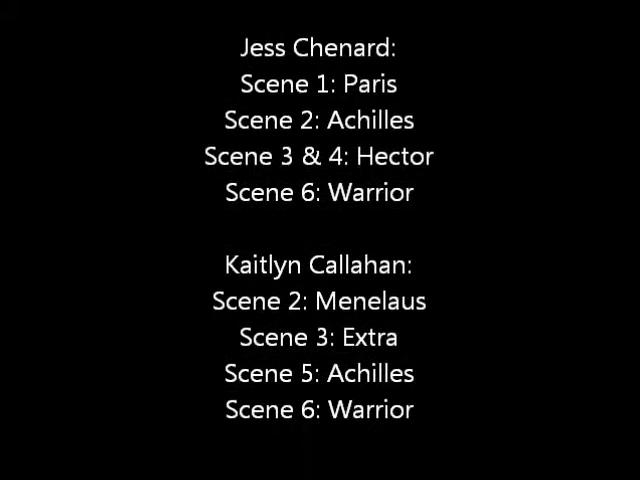 Jess Chenard:
Scene 1: Paris
Scene 2: Achilles
Scene 3 & 4: Hector
Scene 6: Warrior
Kaitlyn Callahan:
Scene 2: Menelaus
Scene 3: Extra
Scene 5: Achilles
Scene 6: Warrior